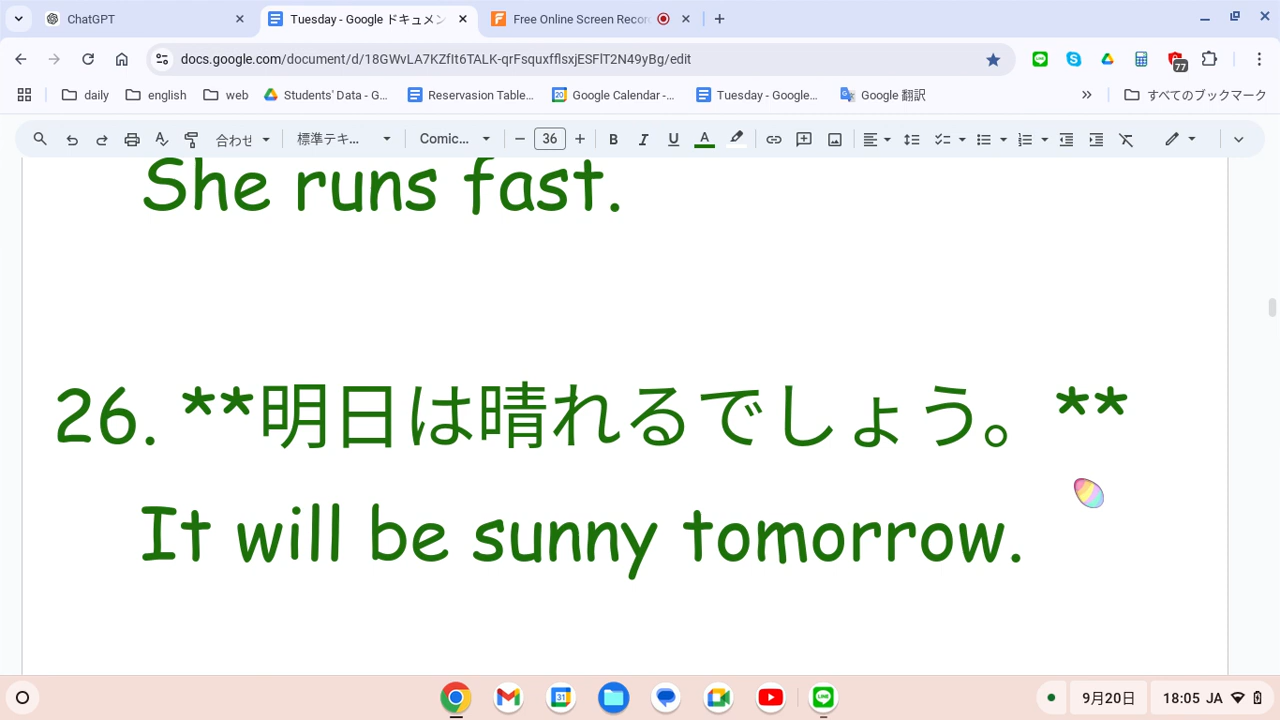 ChatGPT
Tuesday - Google ドキュメン
Free Online Screen Recor
docs.google.com/document/d/
/edit
77
daily
english
web
Students' Data - G...
Reservasion Table...
Google Calendar -...
Tuesday - Google...
Google 翻訳
すべてのブックマーク
合わせ
標準テキ...
Comic...
36
B
I
U
A
She runs fast.
26. **明日は晴れるでしょう。**
It will be sunny tomorrow.
31
9月20日
18:05 JA